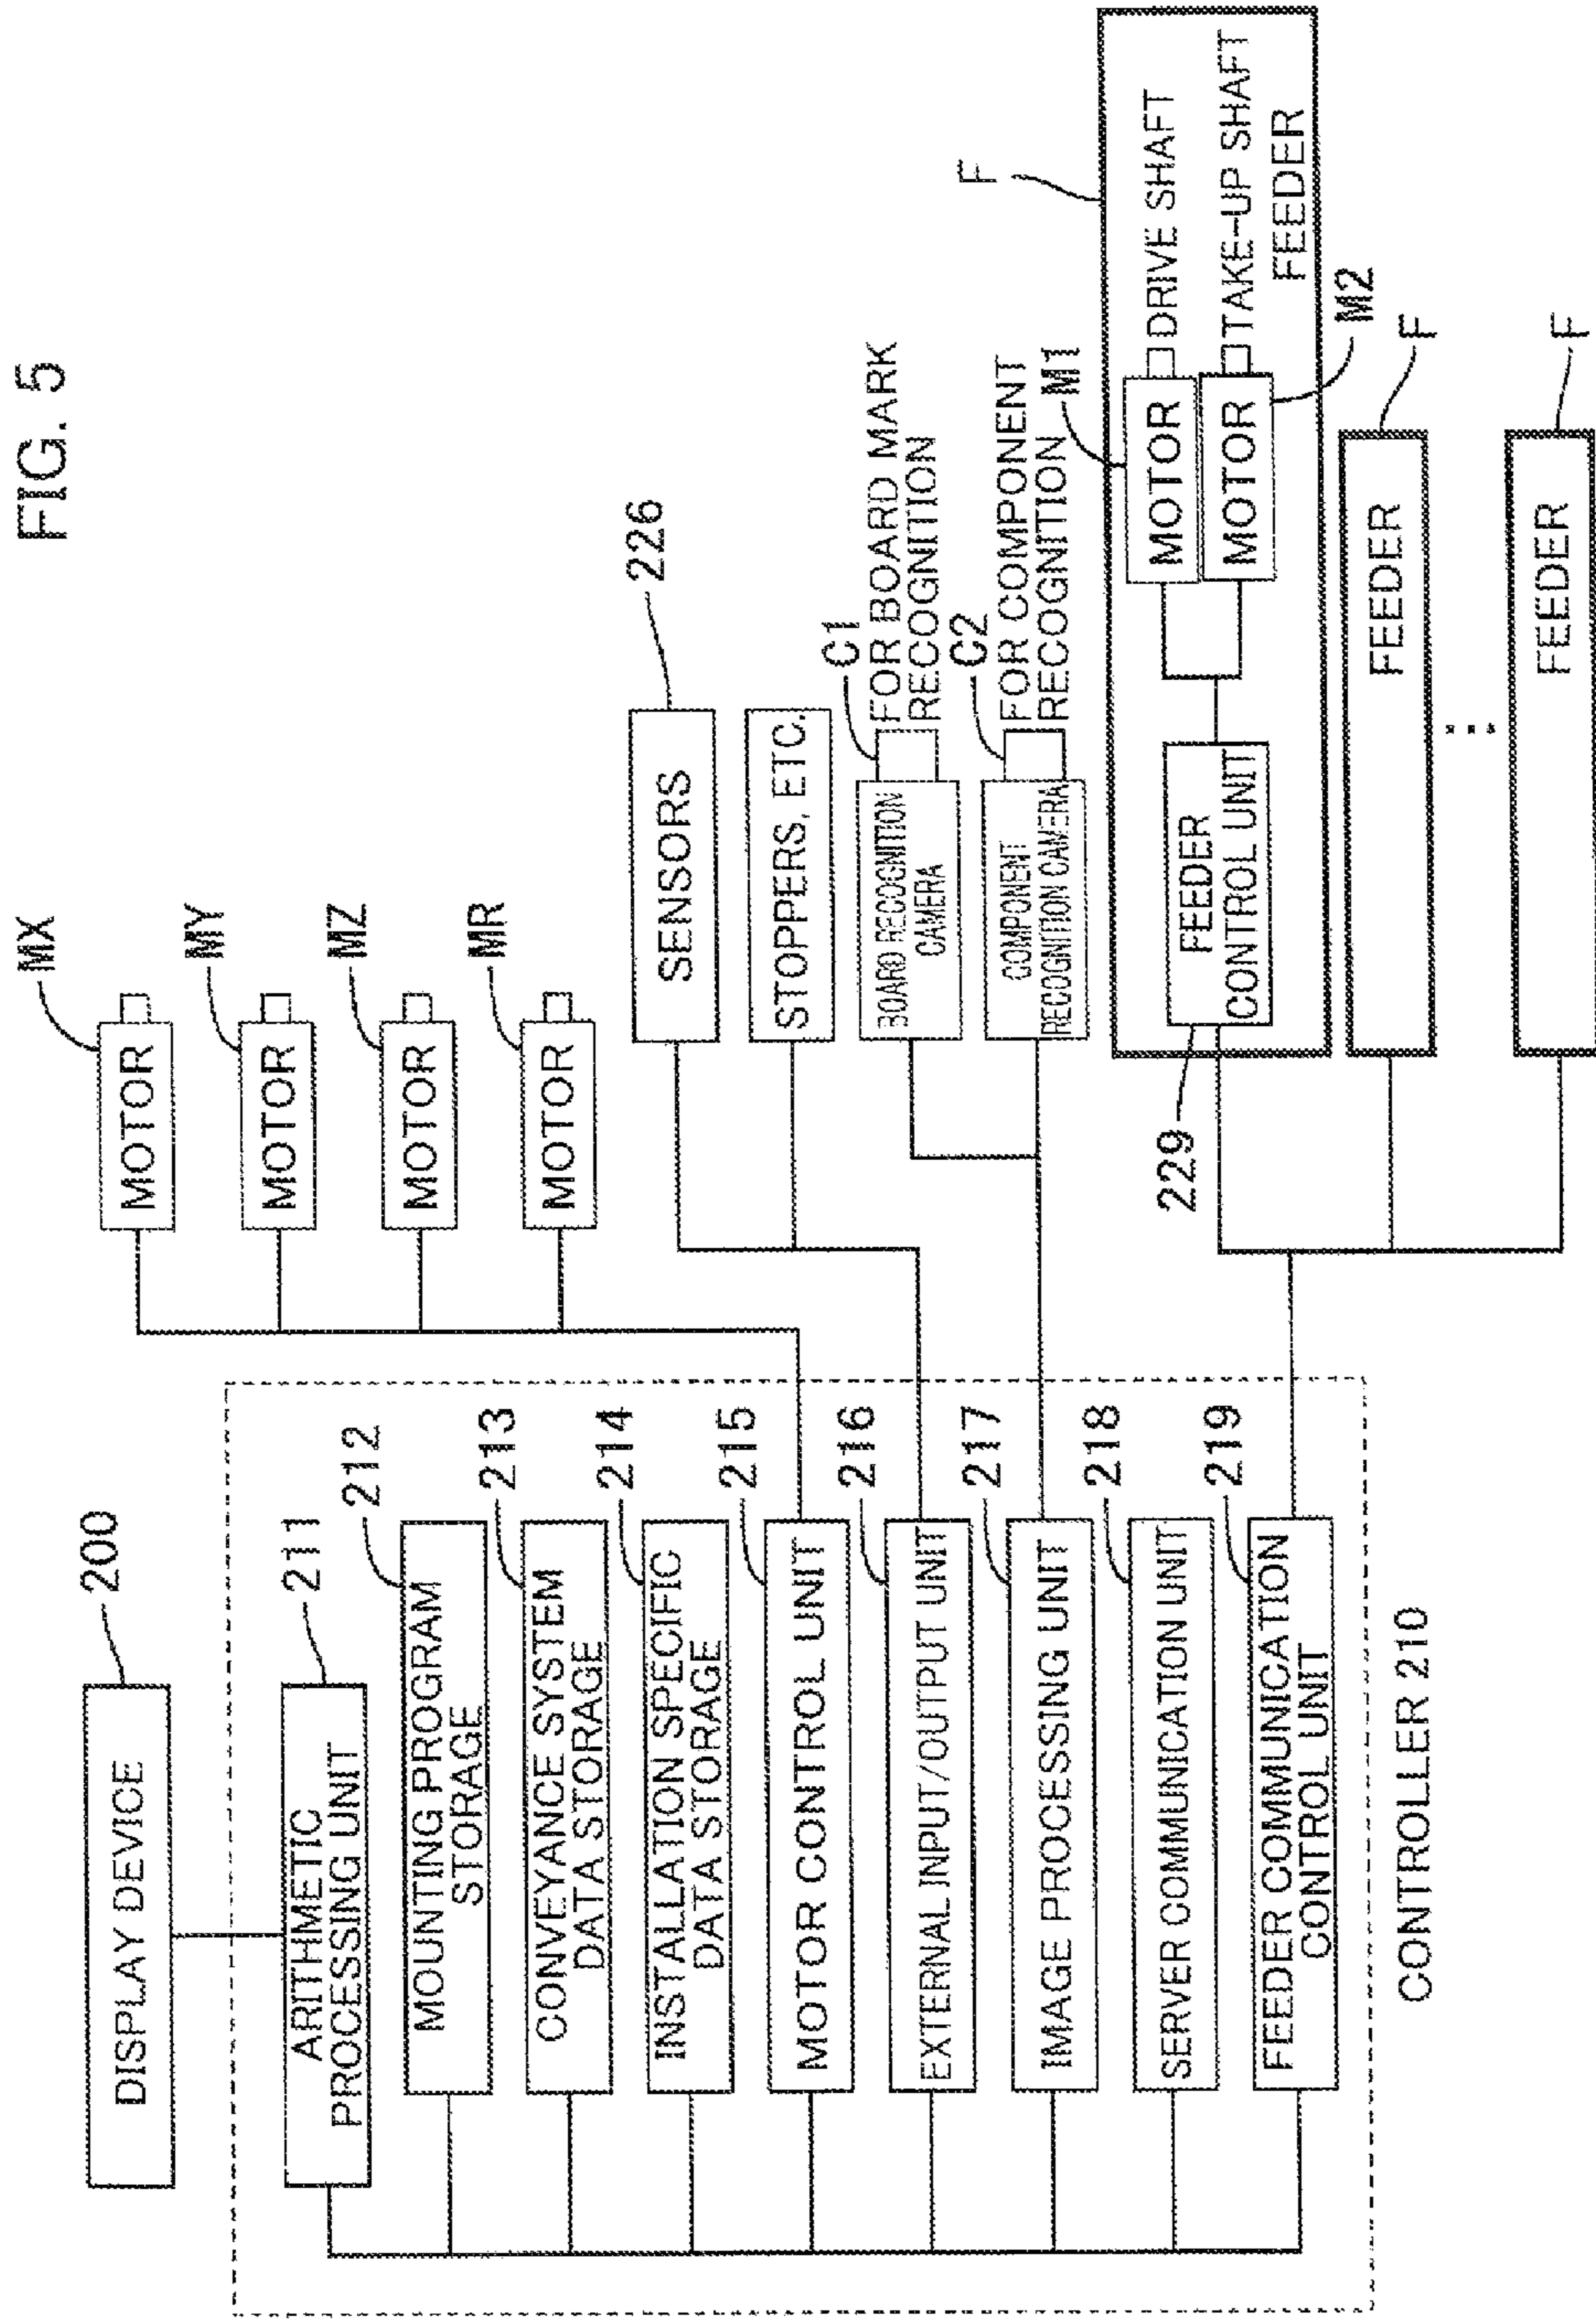 FIG. 5
DISPLAY DEVICE
200
ARITHMETIC
PROCESSING UNIT
211
MOUNTING PROGRAM
STORAGE
212
CONVEYANCE SYSTEM
DATA STORAGE
213
INSTALLATION SPECIFIC
DATA STORAGE
214
MOTOR CONTROL UNIT
215
EXTERNAL INPUT/OUTPUT UNIT
216
IMAGE PROCESSING UNIT
217
SERVER COMMUNICATION UNIT
218
FEEDER COMMUNICATION
CONTROL UNIT
219
CONTROLLER 210
MOTOR
MX
MOTOR
MY
MOTOR
MZ
MOTOR
MR
SENSORS
226
STOPPERS, ETC.
BOARD RECOGNITION
CAMERA
C1
FOR BOARD MARK
RECOGNITION
COMPONENT
RECOGNITION CAMERA
C2
FOR COMPONENT
RECOGNITION
F
229
FEEDER
CONTROL UNIT
MOTOR
M1
DRIVE SHAFT
MOTOR
M2
TAKE-UP SHAFT
FEEDER
FEEDER
F
...
FEEDER
F